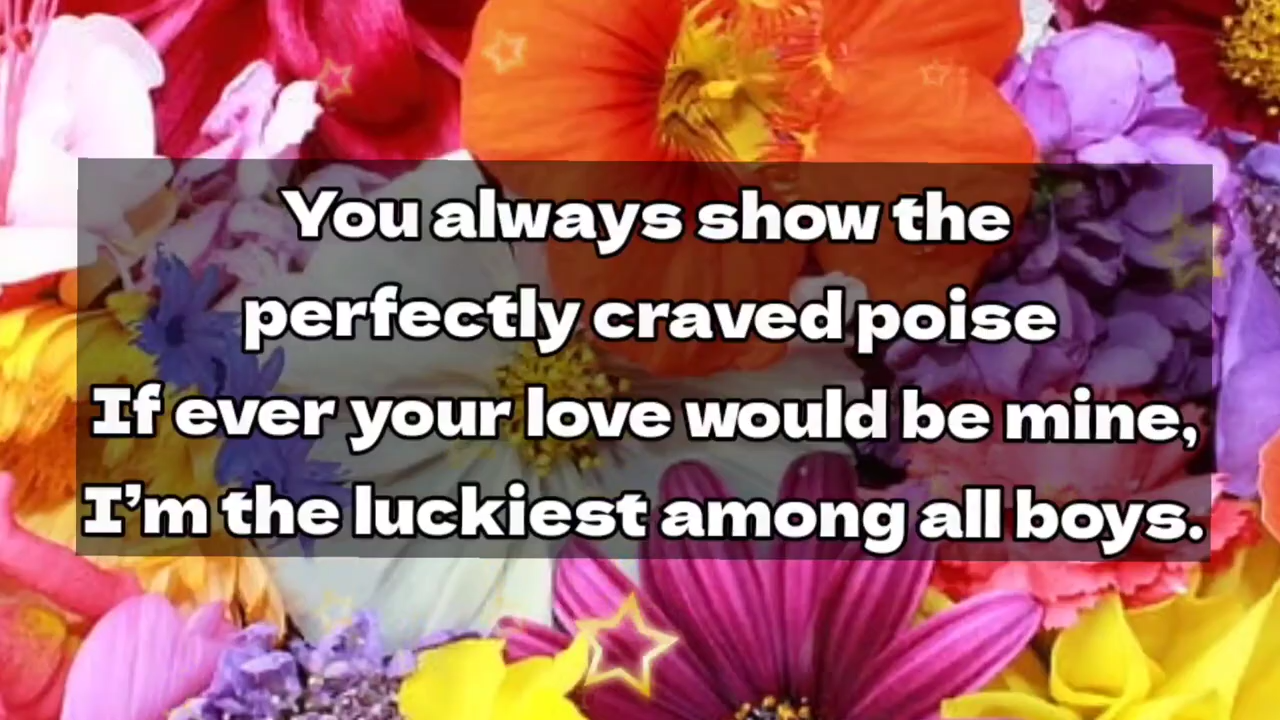 You always show the
perfectly craved poise
If ever your love would be mine,
I’m the luckiest among all boys.